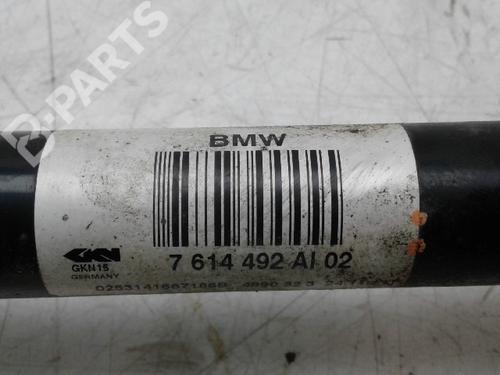 B-PARTS
BMW
GKN
GKN15
GERMANY
7 614 492 AI 02